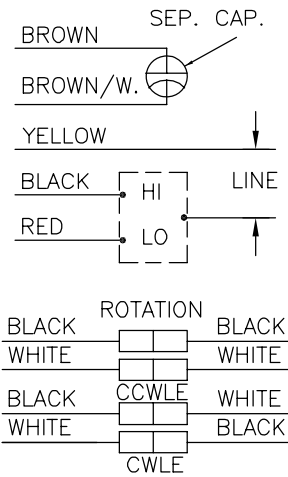 SEP. CAP.
BROWN
BROWN/W.
YELLOW
BLACK HI LINE
RED LO
ROTATION
BLACK BLACK
WHITE WHITE
CCWLE
BLACK WHITE
WHITE BLACK
CWLE